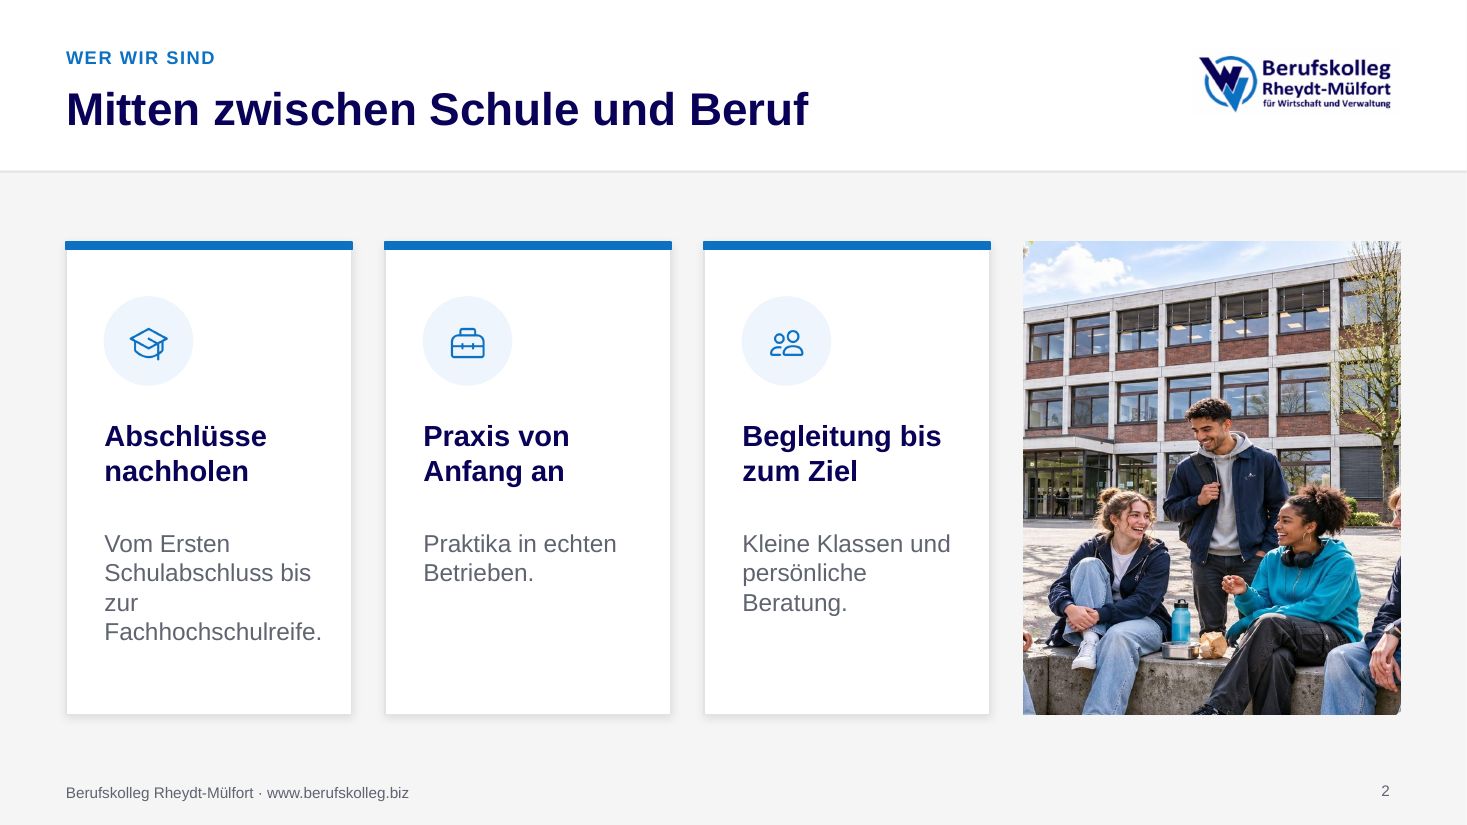 WER WIR SIND
Mitten zwischen Schule und Beruf
Berufskolleg
Rheydt-Mülfort
für Wirtschaft und Verwaltung
Abschlüsse
nachholen
Vom Ersten
Schulabschluss bis
zur
Fachhochschulreife.
Praxis von
Anfang an
Praktika in echten
Betrieben.
Begleitung bis
zum Ziel
Kleine Klassen und
persönliche
Beratung.
Berufskolleg Rheydt-Mülfort · www.berufskolleg.biz
2